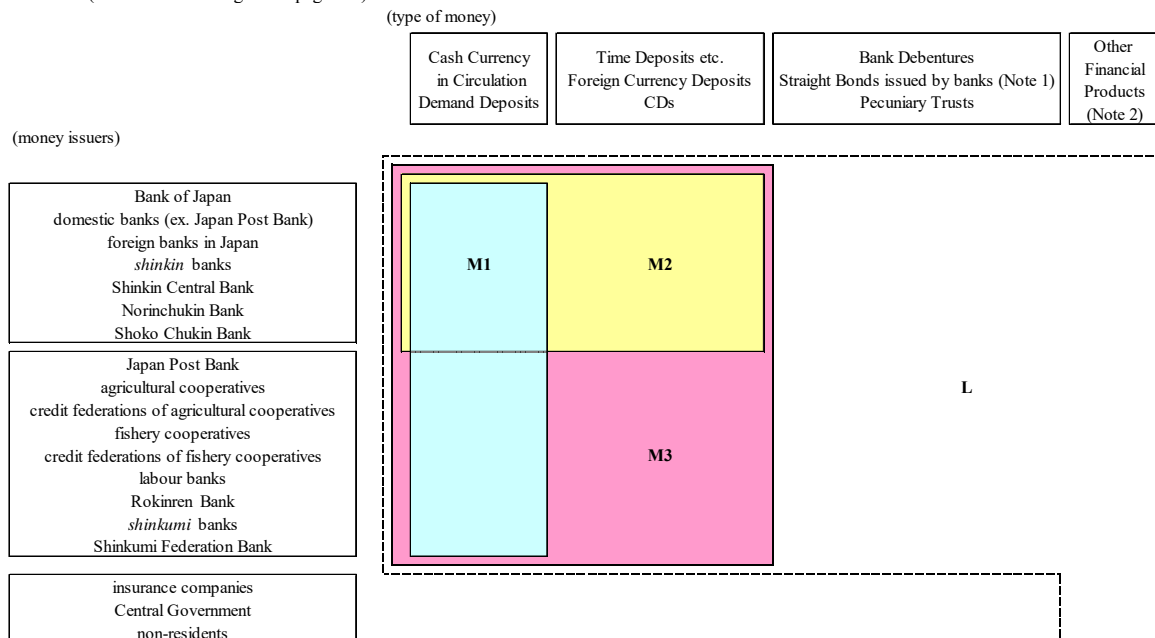 (type of money)
Cash Currency
in Circulation
Demand Deposits
Time Deposits etc.
Foreign Currency Deposits
CDs
Bank Debentures
Straight Bonds issued by banks (Note 1)
Pecuniary Trusts
Other
Financial
Products
(Note 2)
(money issuers)
Bank of Japan
domestic banks (ex. Japan Post Bank)
foreign banks in Japan
shinkin banks
Shinkin Central Bank
Norinchukin Bank
Shoko Chukin Bank
M1
M2
Japan Post Bank
agricultural cooperatives
credit federations of agricultural cooperatives
fishery cooperatives
credit federations of fishery cooperatives
labour banks
Rokinren Bank
shinkumi banks
Shinkumi Federation Bank
L
M3
insurance companies
Central Government
non-residents